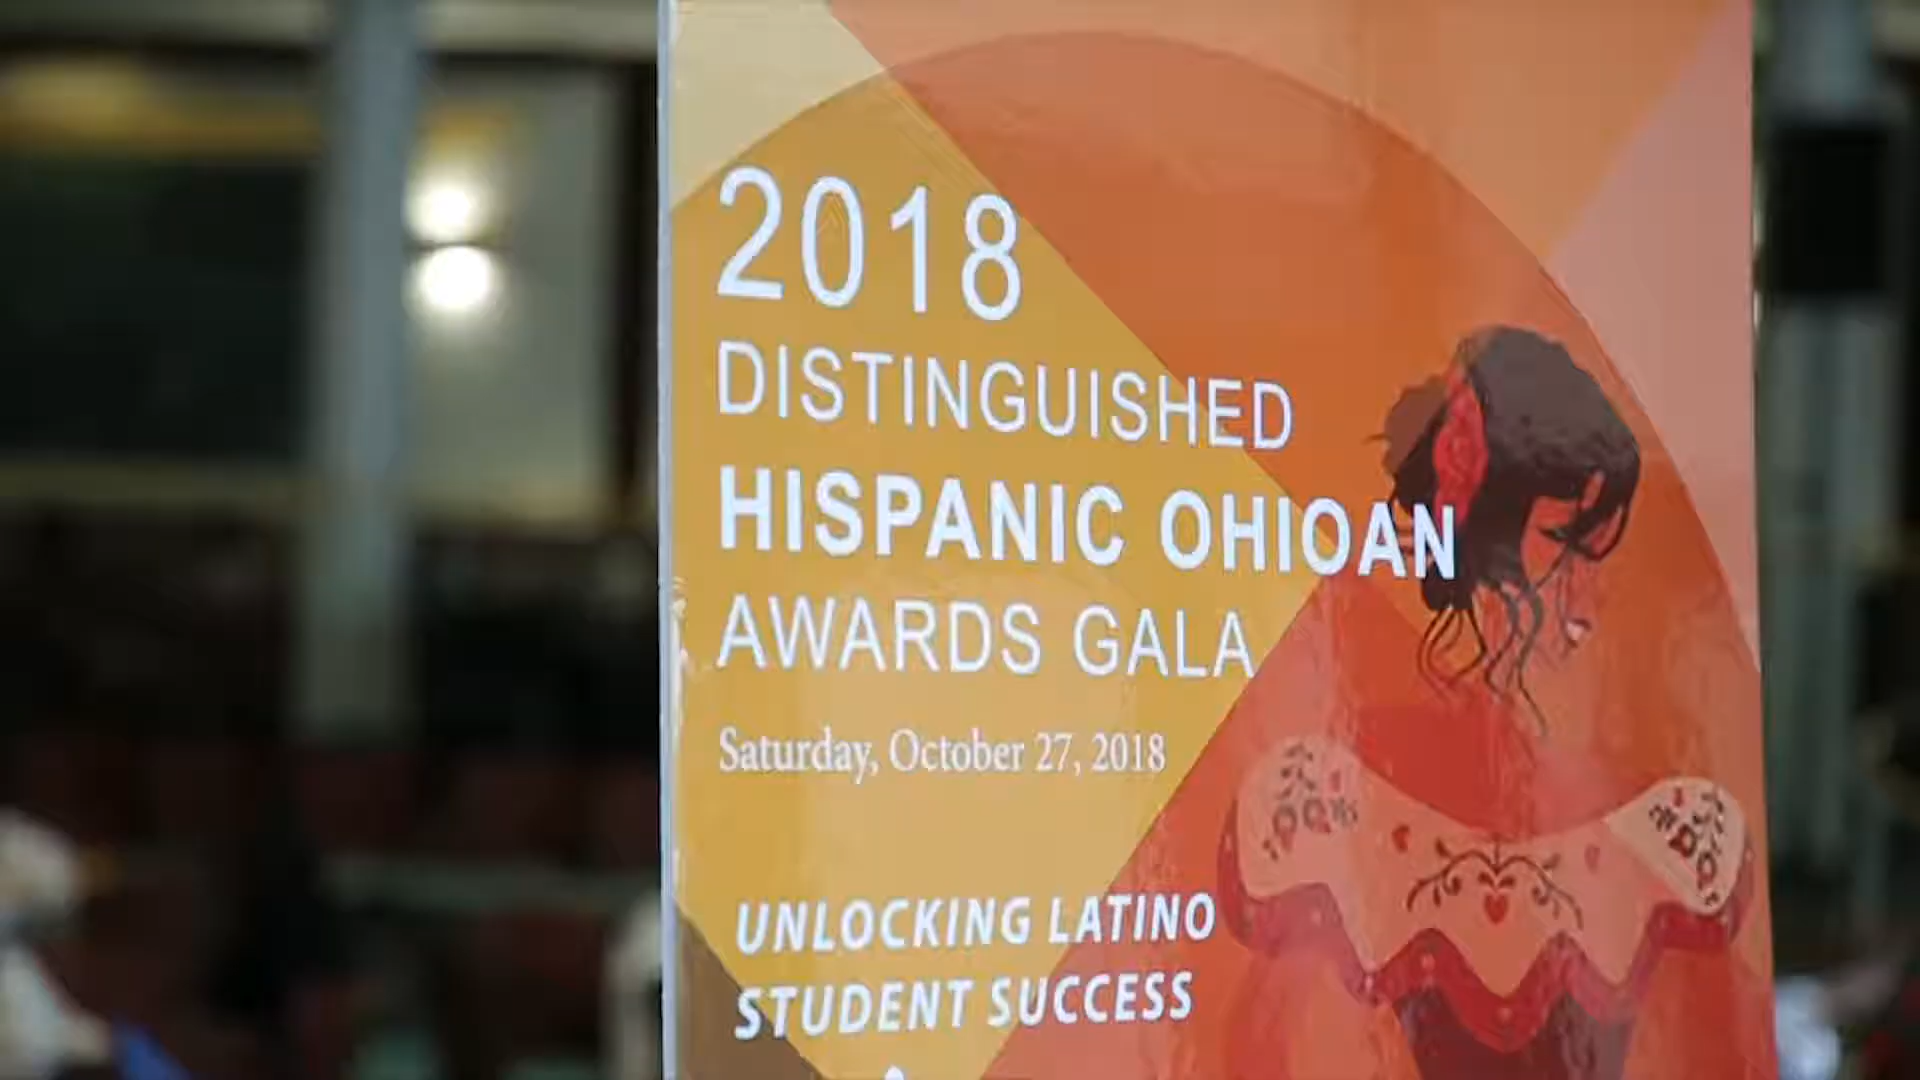 2018
DISTINGUISHED
HISPANIC OHIOAN
AWARDS GALA
Saturday, October 27, 2018
UNLOCKING LATINO
STUDENT SUCCESS